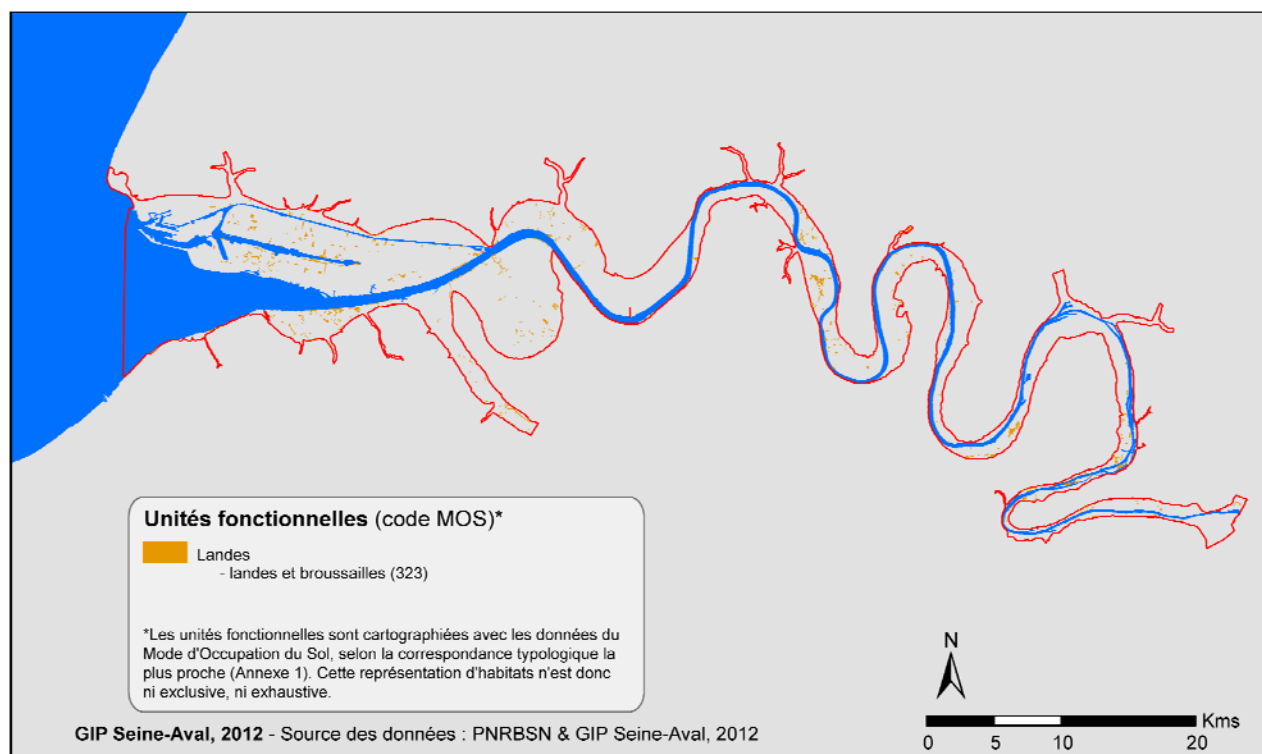 Unités fonctionnelles (code MOS)*
Landes
- landes et broussailles (323)
*Les unités fonctionnelles sont cartographiées avec les données du
Mode d'Occupation du Sol, selon la correspondance typologique la
plus proche (Annexe 1). Cette représentation d'habitats n'est donc
ni exclusive, ni exhaustive.
GIP Seine-Aval, 2012 - Source des données : PNRBSN & GIP Seine-Aval, 2012
N
Kms
0 5 10 20